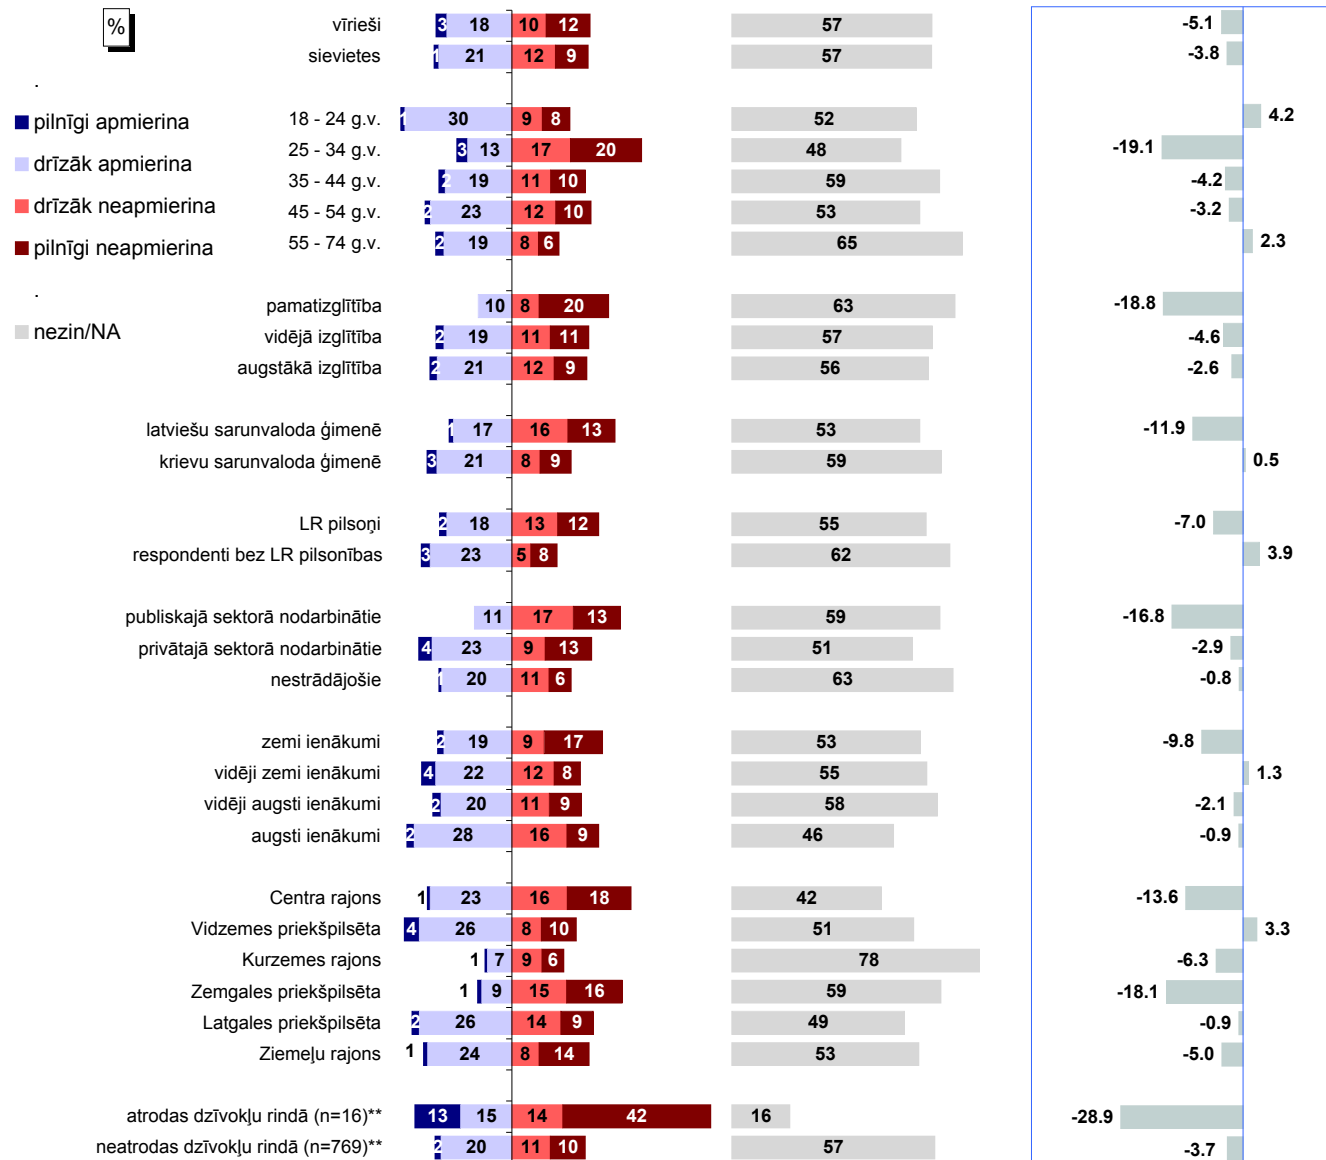 %
.
pilnīgi apmierina
drīzāk apmierina
drīzāk neapmierina
pilnīgi neapmierina
.
nezin/NA
vīrieši 3 18 10 12 57 -5.1
sievietes 1 21 12 9 57 -3.8
18 - 24 g.v. 1 30 9 8 52 4.2
25 - 34 g.v. 3 13 17 20 48 -19.1
35 - 44 g.v. 2 19 11 10 59 -4.2
45 - 54 g.v. 2 23 12 10 53 -3.2
55 - 74 g.v. 2 19 8 6 65 2.3
pamatizglītība 10 8 20 63 -18.8
vidējā izglītība 2 19 11 11 57 -4.6
augstākā izglītība 2 21 12 9 56 -2.6
latviešu sarunvaloda ģimenē 1 17 16 13 53 -11.9
krievu sarunvaloda ģimenē 3 21 8 9 59 0.5
LR pilsoņi 2 18 13 12 55 -7.0
respondenti bez LR pilsonības 3 23 5 8 62 3.9
publiskajā sektorā nodarbinātie 11 17 13 59 -16.8
privātajā sektorā nodarbinātie 4 23 9 13 51 -2.9
nestrādājošie 1 20 11 6 63 -0.8
zemi ienākumi 2 19 9 17 53 -9.8
vidēji zemi ienākumi 4 22 12 8 55 1.3
vidēji augsti ienākumi 2 20 11 9 58 -2.1
augsti ienākumi 2 28 16 9 46 -0.9
Centra rajons 1 23 16 18 42 -13.6
Vidzemes priekšpilsēta 4 26 8 10 51 3.3
Kurzemes rajons 1 7 9 6 78 -6.3
Zemgales priekšpilsēta 1 9 15 16 59 -18.1
Latgales priekšpilsēta 2 26 14 9 49 -0.9
Ziemeļu rajons 1 24 8 14 53 -5.0
atrodas dzīvokļu rindā (n=16)** 13 15 14 42 16 -28.9
neatrodas dzīvokļu rindā (n=769)** 2 20 11 10 57 -3.7